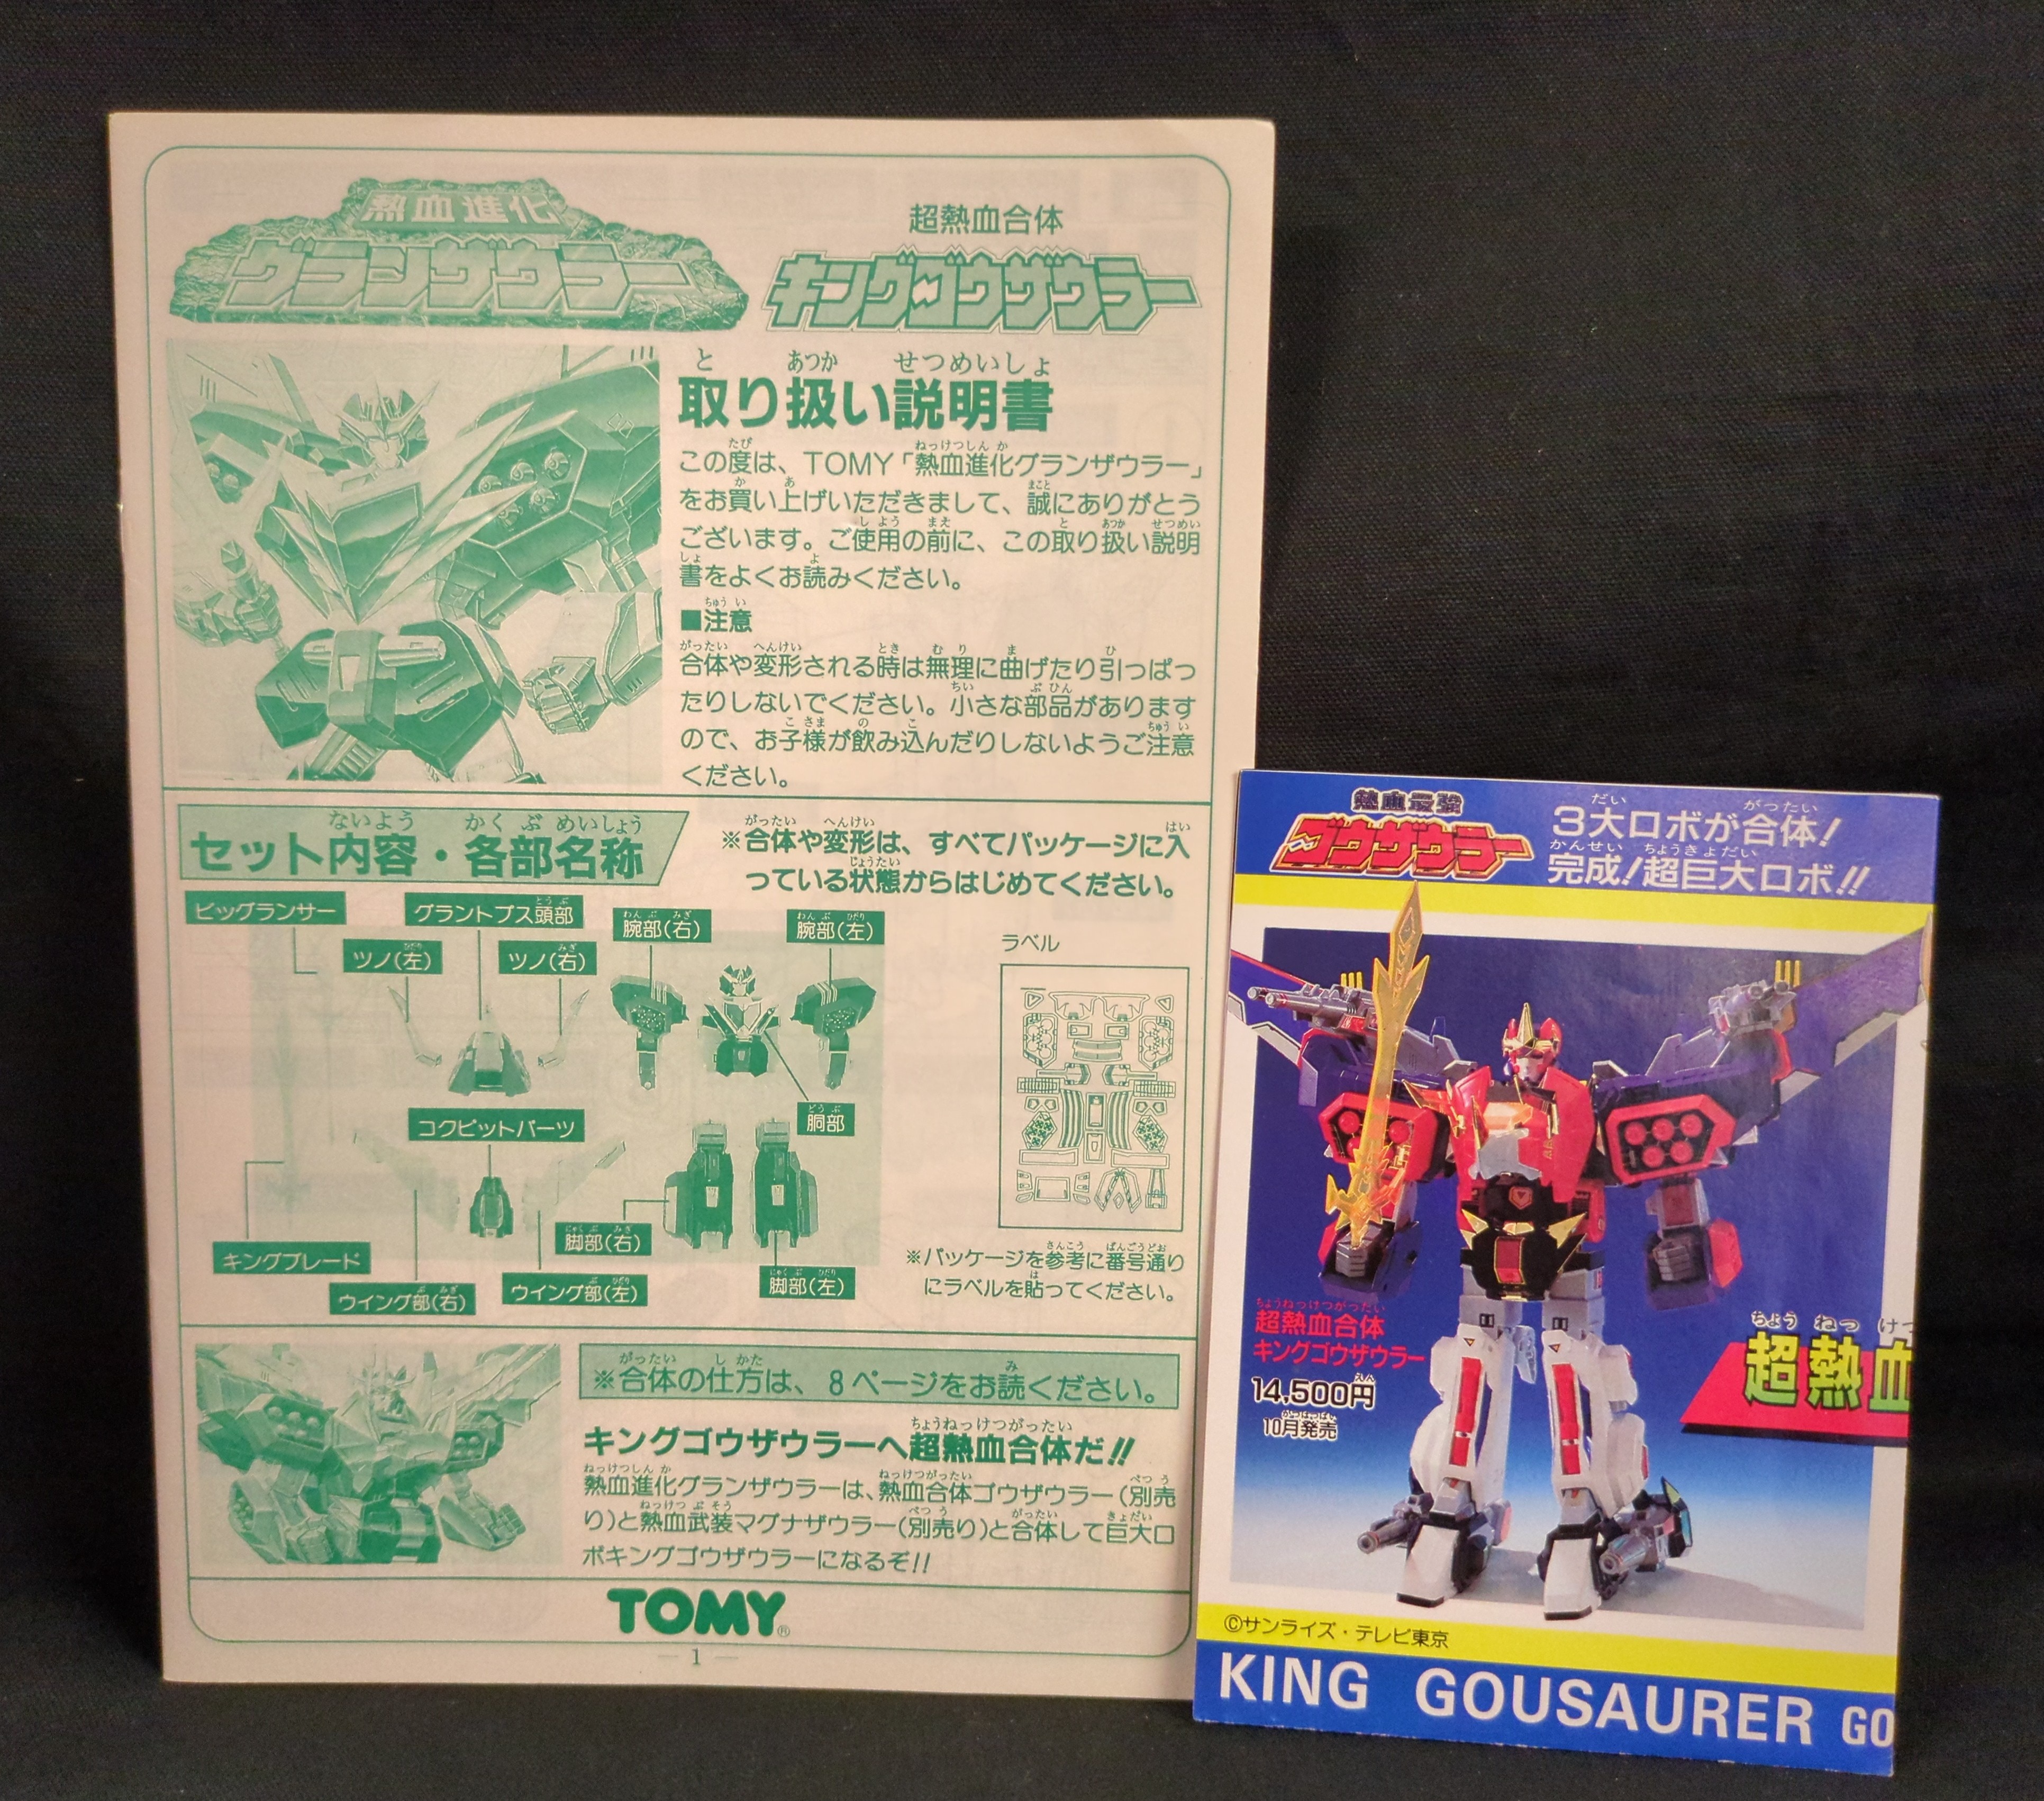 熱血進化
グランザウラー
超熱血合体
キングゴウザウラー
取り扱い説明書
この度は、TOMY「熱血進化グランザウラー」
をお買い上げいただきまして、誠にありがとう
ございます。ご使用の前に、この取り扱い説明
書をよくお読みください。
■注意
合体や変形される時は無理に曲げたり引っぱっ
たりしないでください。小さな部品があります
ので、お子様が飲み込んだりしないようご注意
ください。
セット内容・各部名称
※合体や変形は、すべてパッケージに入
っている状態からはじめてください。
ビッグランサー
グラントプス頭部
ツノ(左)
ツノ(右)
腕部(右)
腕部(左)
胴部
コクピットパーツ
キングブレード
ウイング部(右)
ウイング部(左)
脚部(右)
脚部(左)
ラベル
※パッケージを参考に番号通り
にラベルを貼ってください。
※合体の仕方は、8ページをお読ください。
キングゴウザウラーへ超熱血合体だ!!
熱血進化グランザウラーは、熱血合体ゴウザウラー(別売
り)と熱血武装マグナザウラー(別売り)と合体して巨大ロ
ボキングゴウザウラーになるぞ!!
TOMY®
— 1 —
熱血最強
ゴウザウラー
3大ロボが合体!
完成!超巨大ロボ!!
超熱血合体
キングゴウザウラー
14,500円
10月発売
超熱血
©サンライズ・テレビ東京
KING GOUSAURER GO